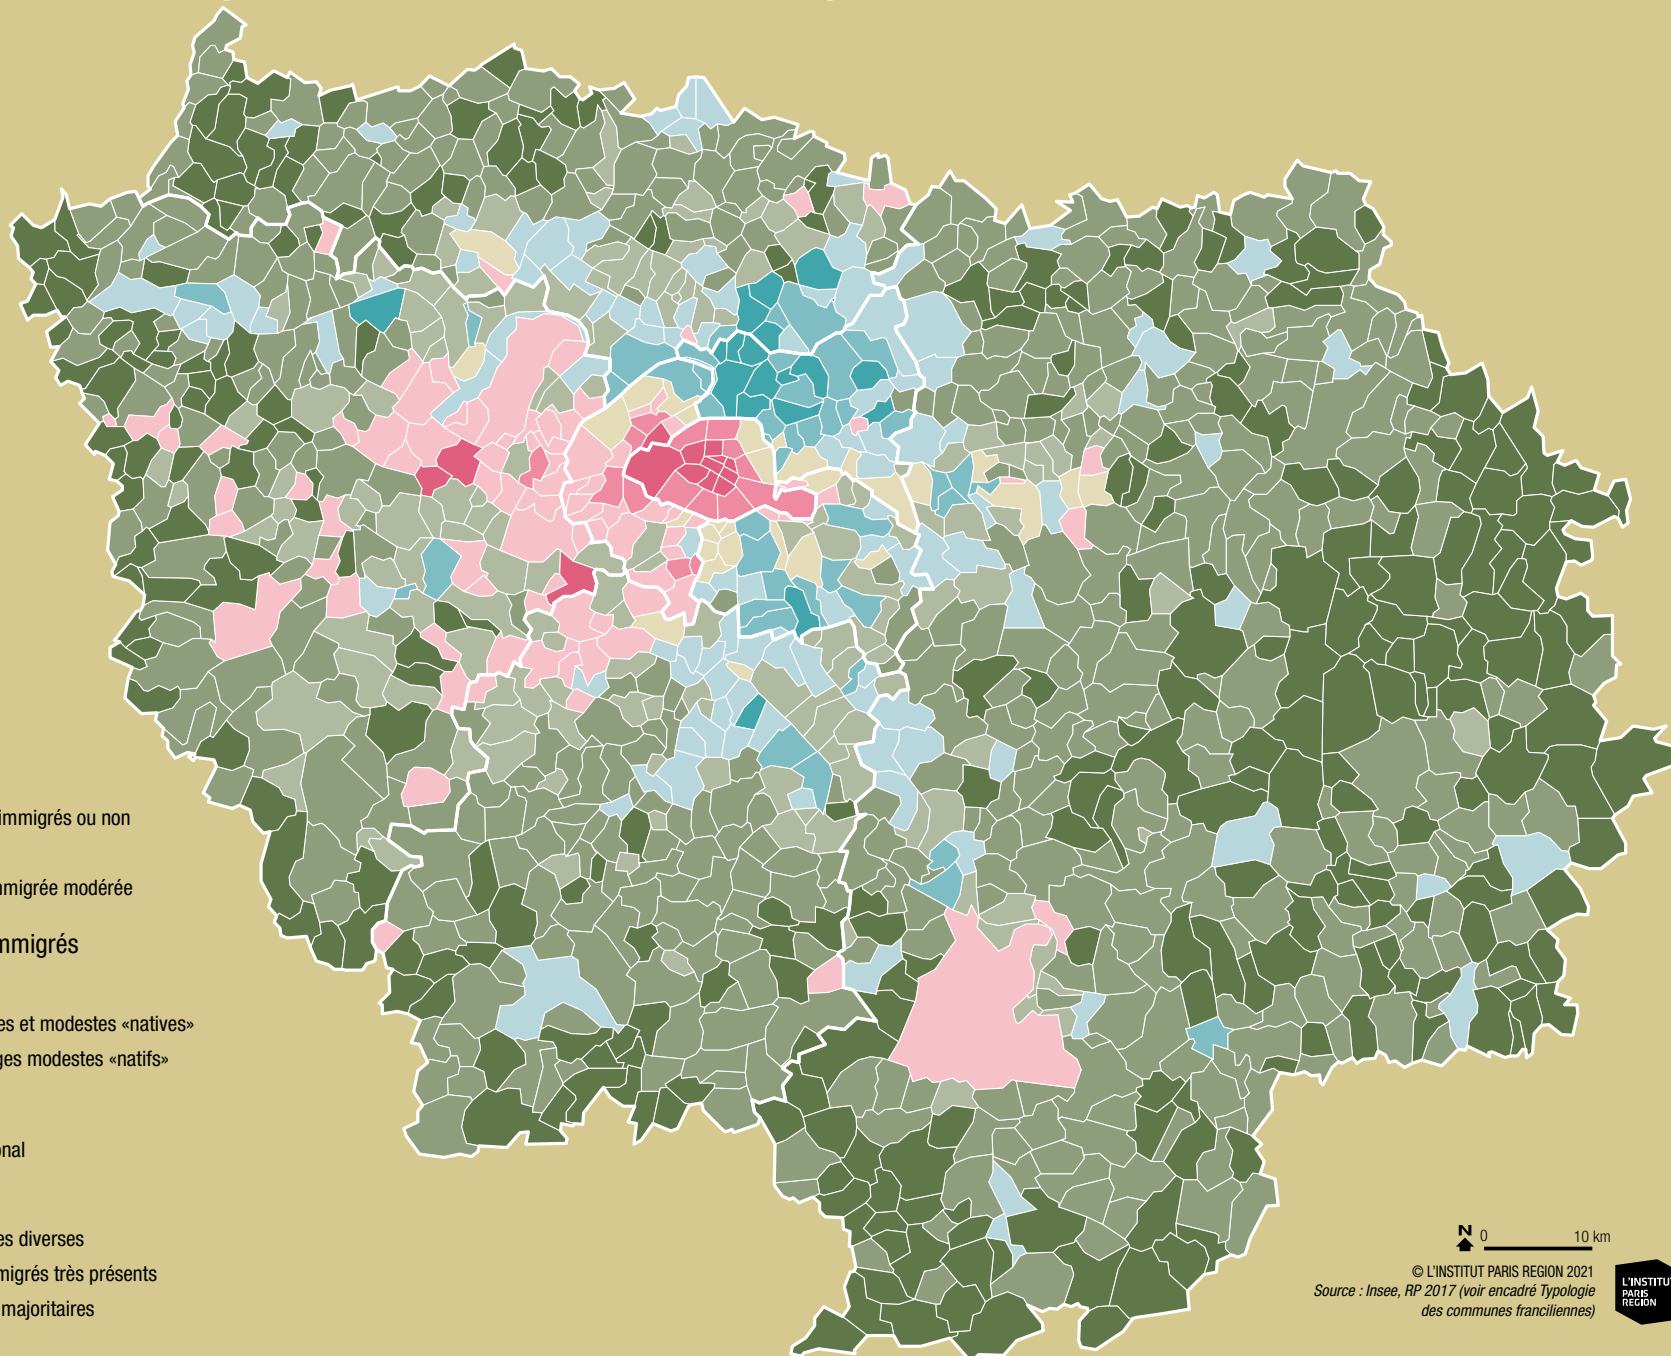 immigrés ou non
mmigrée modérée
mmigrés
es et modestes «natives»
ges modestes «natifs»
onal
es diverses
migrés très présents
majoritaires
N
0 10 km
© L'INSTITUT PARIS REGION 2021
Source : Insee, RP 2017 (voir encadré Typologie
des communes franciliennes)
L'INSTITUT
PARIS
REGION